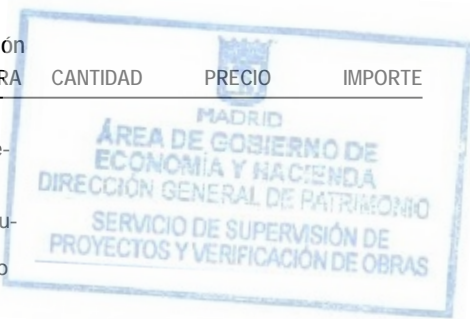 ón
RA CANTIDAD PRECIO IMPORTE
MADRID
ÁREA DE GOBIERNO DE
e-
ECONOMÍA Y HACIENDA
DIRECCIÓN GENERAL DE PATRIMONIO
u-
SERVICIO DE SUPERVISIÓN DE
PROYECTOS Y VERIFICACIÓN DE OBRAS
o